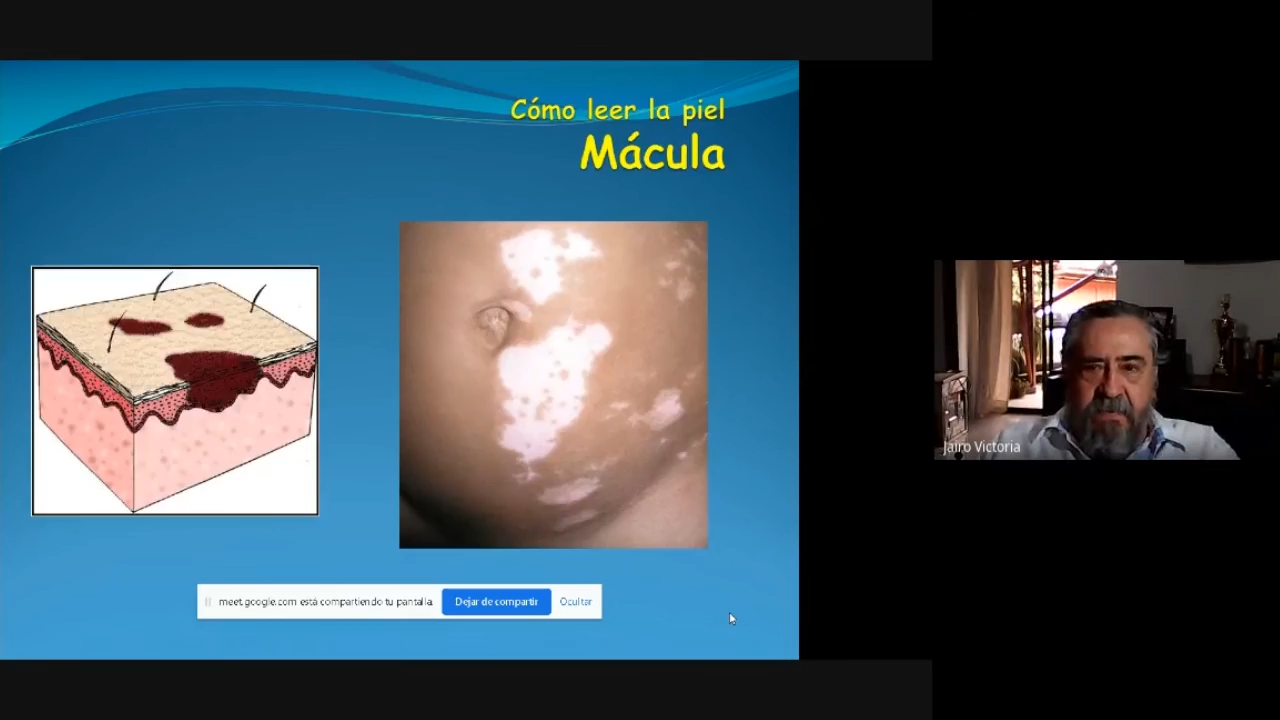 Cómo leer la piel
Mácula
meet.google.com está compartiendo tu pantalla.
Dejar de compartir
Ocultar
Jairo Victoria